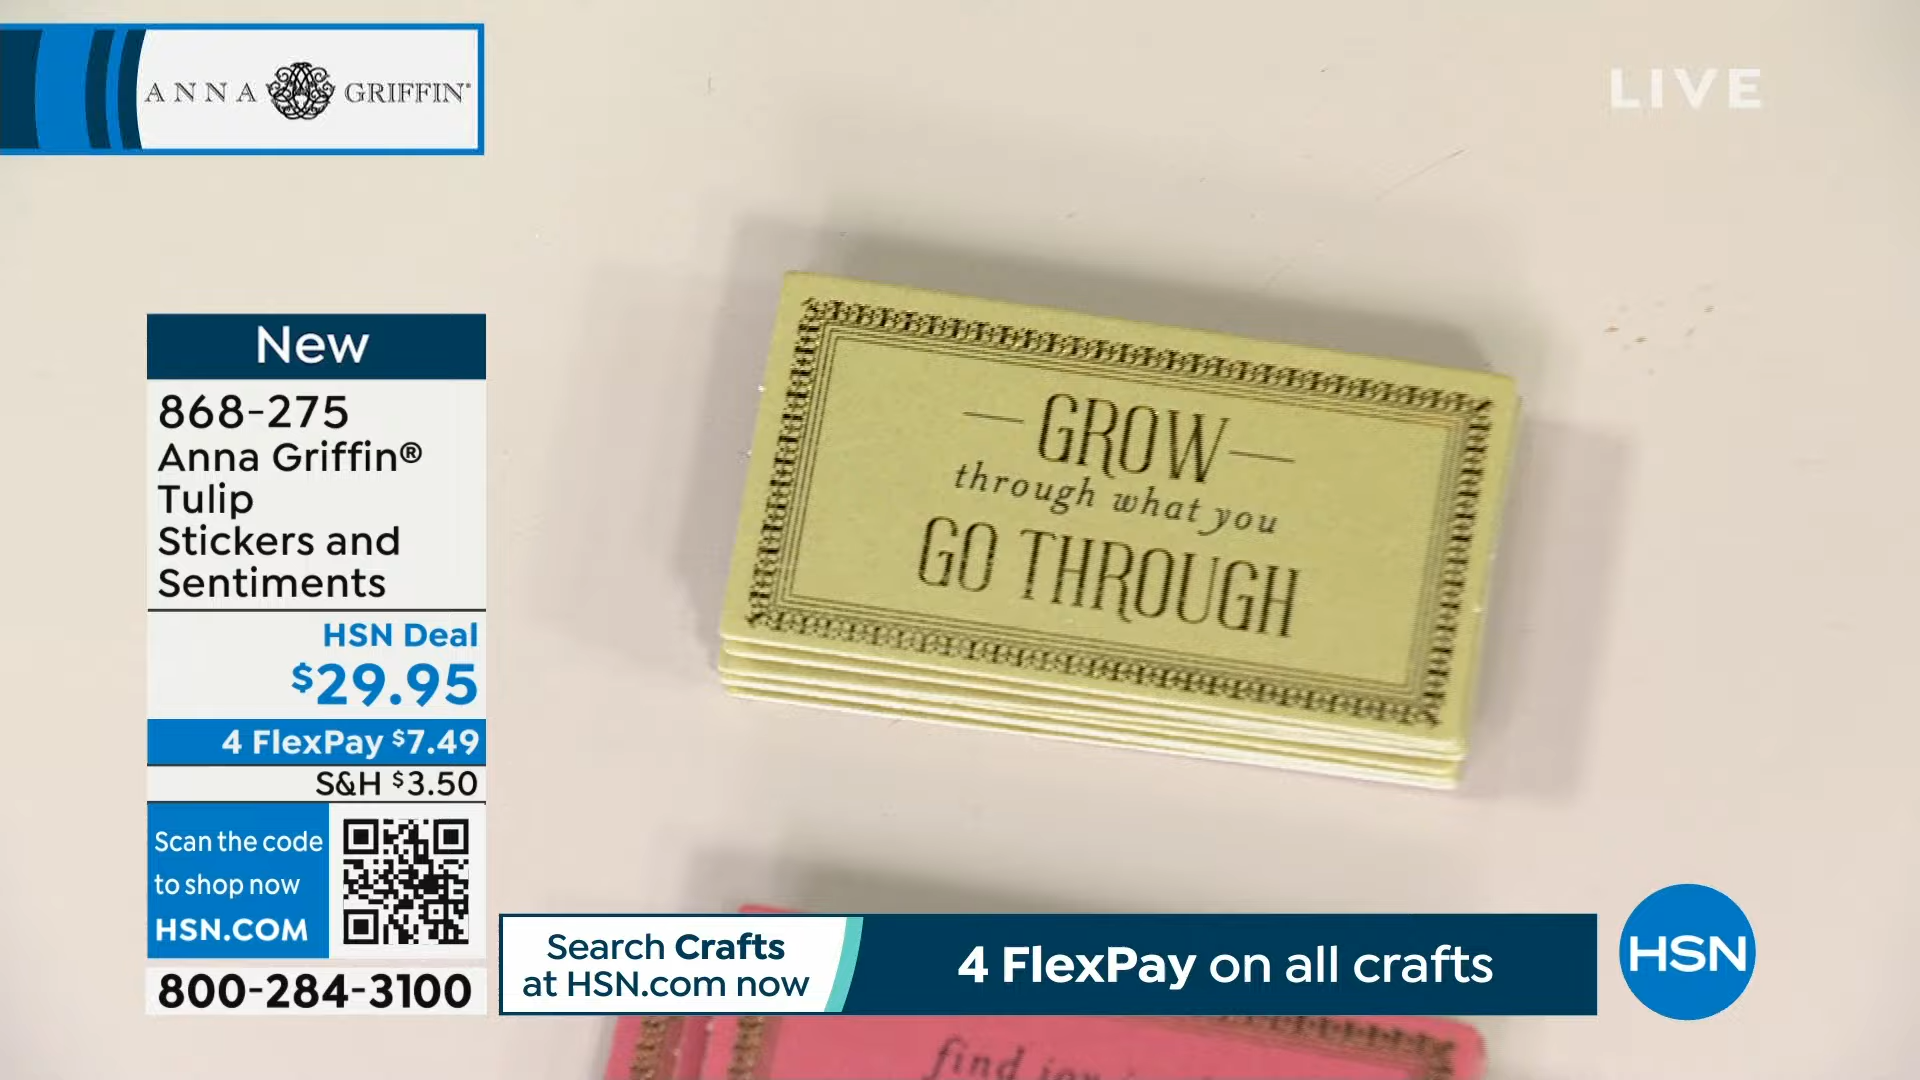 ANNA GRIFFIN
LIVE
New
868-275
Anna Griffin®
Tulip
Stickers and
Sentiments
HSN Deal
$29.95
4 FlexPay $7.49
S&H $3.50
Scan the code
to shop now
HSN.COM
800-284-3100
— GROW —
through what you
GO THROUGH
Search Crafts
at HSN.com now
4 FlexPay on all crafts
HSN
find joy